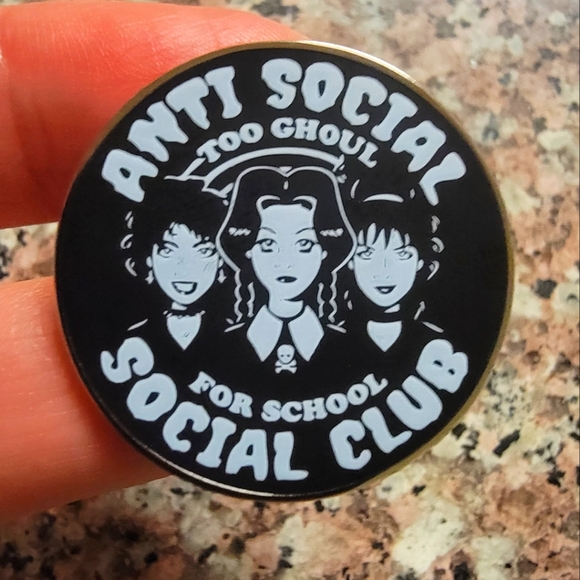 ANTI SOCIAL
TOO GHOUL
FOR SCHOOL
SOCIAL CLUB